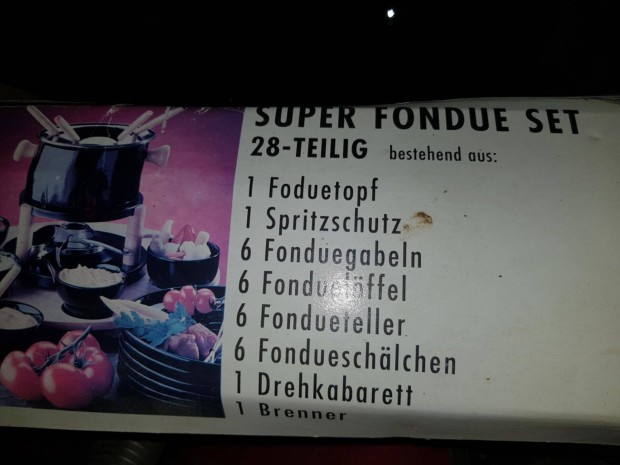 SUPER FONDUE SET
28-TEILIG bestehend aus:
1 Foduetopf
1 Spritzschutz
6 Fonduegabeln
6 Fonduelöffel
6 Fondueteller
6 Fondueschälchen
1 Drehkabarett
1 Brenner